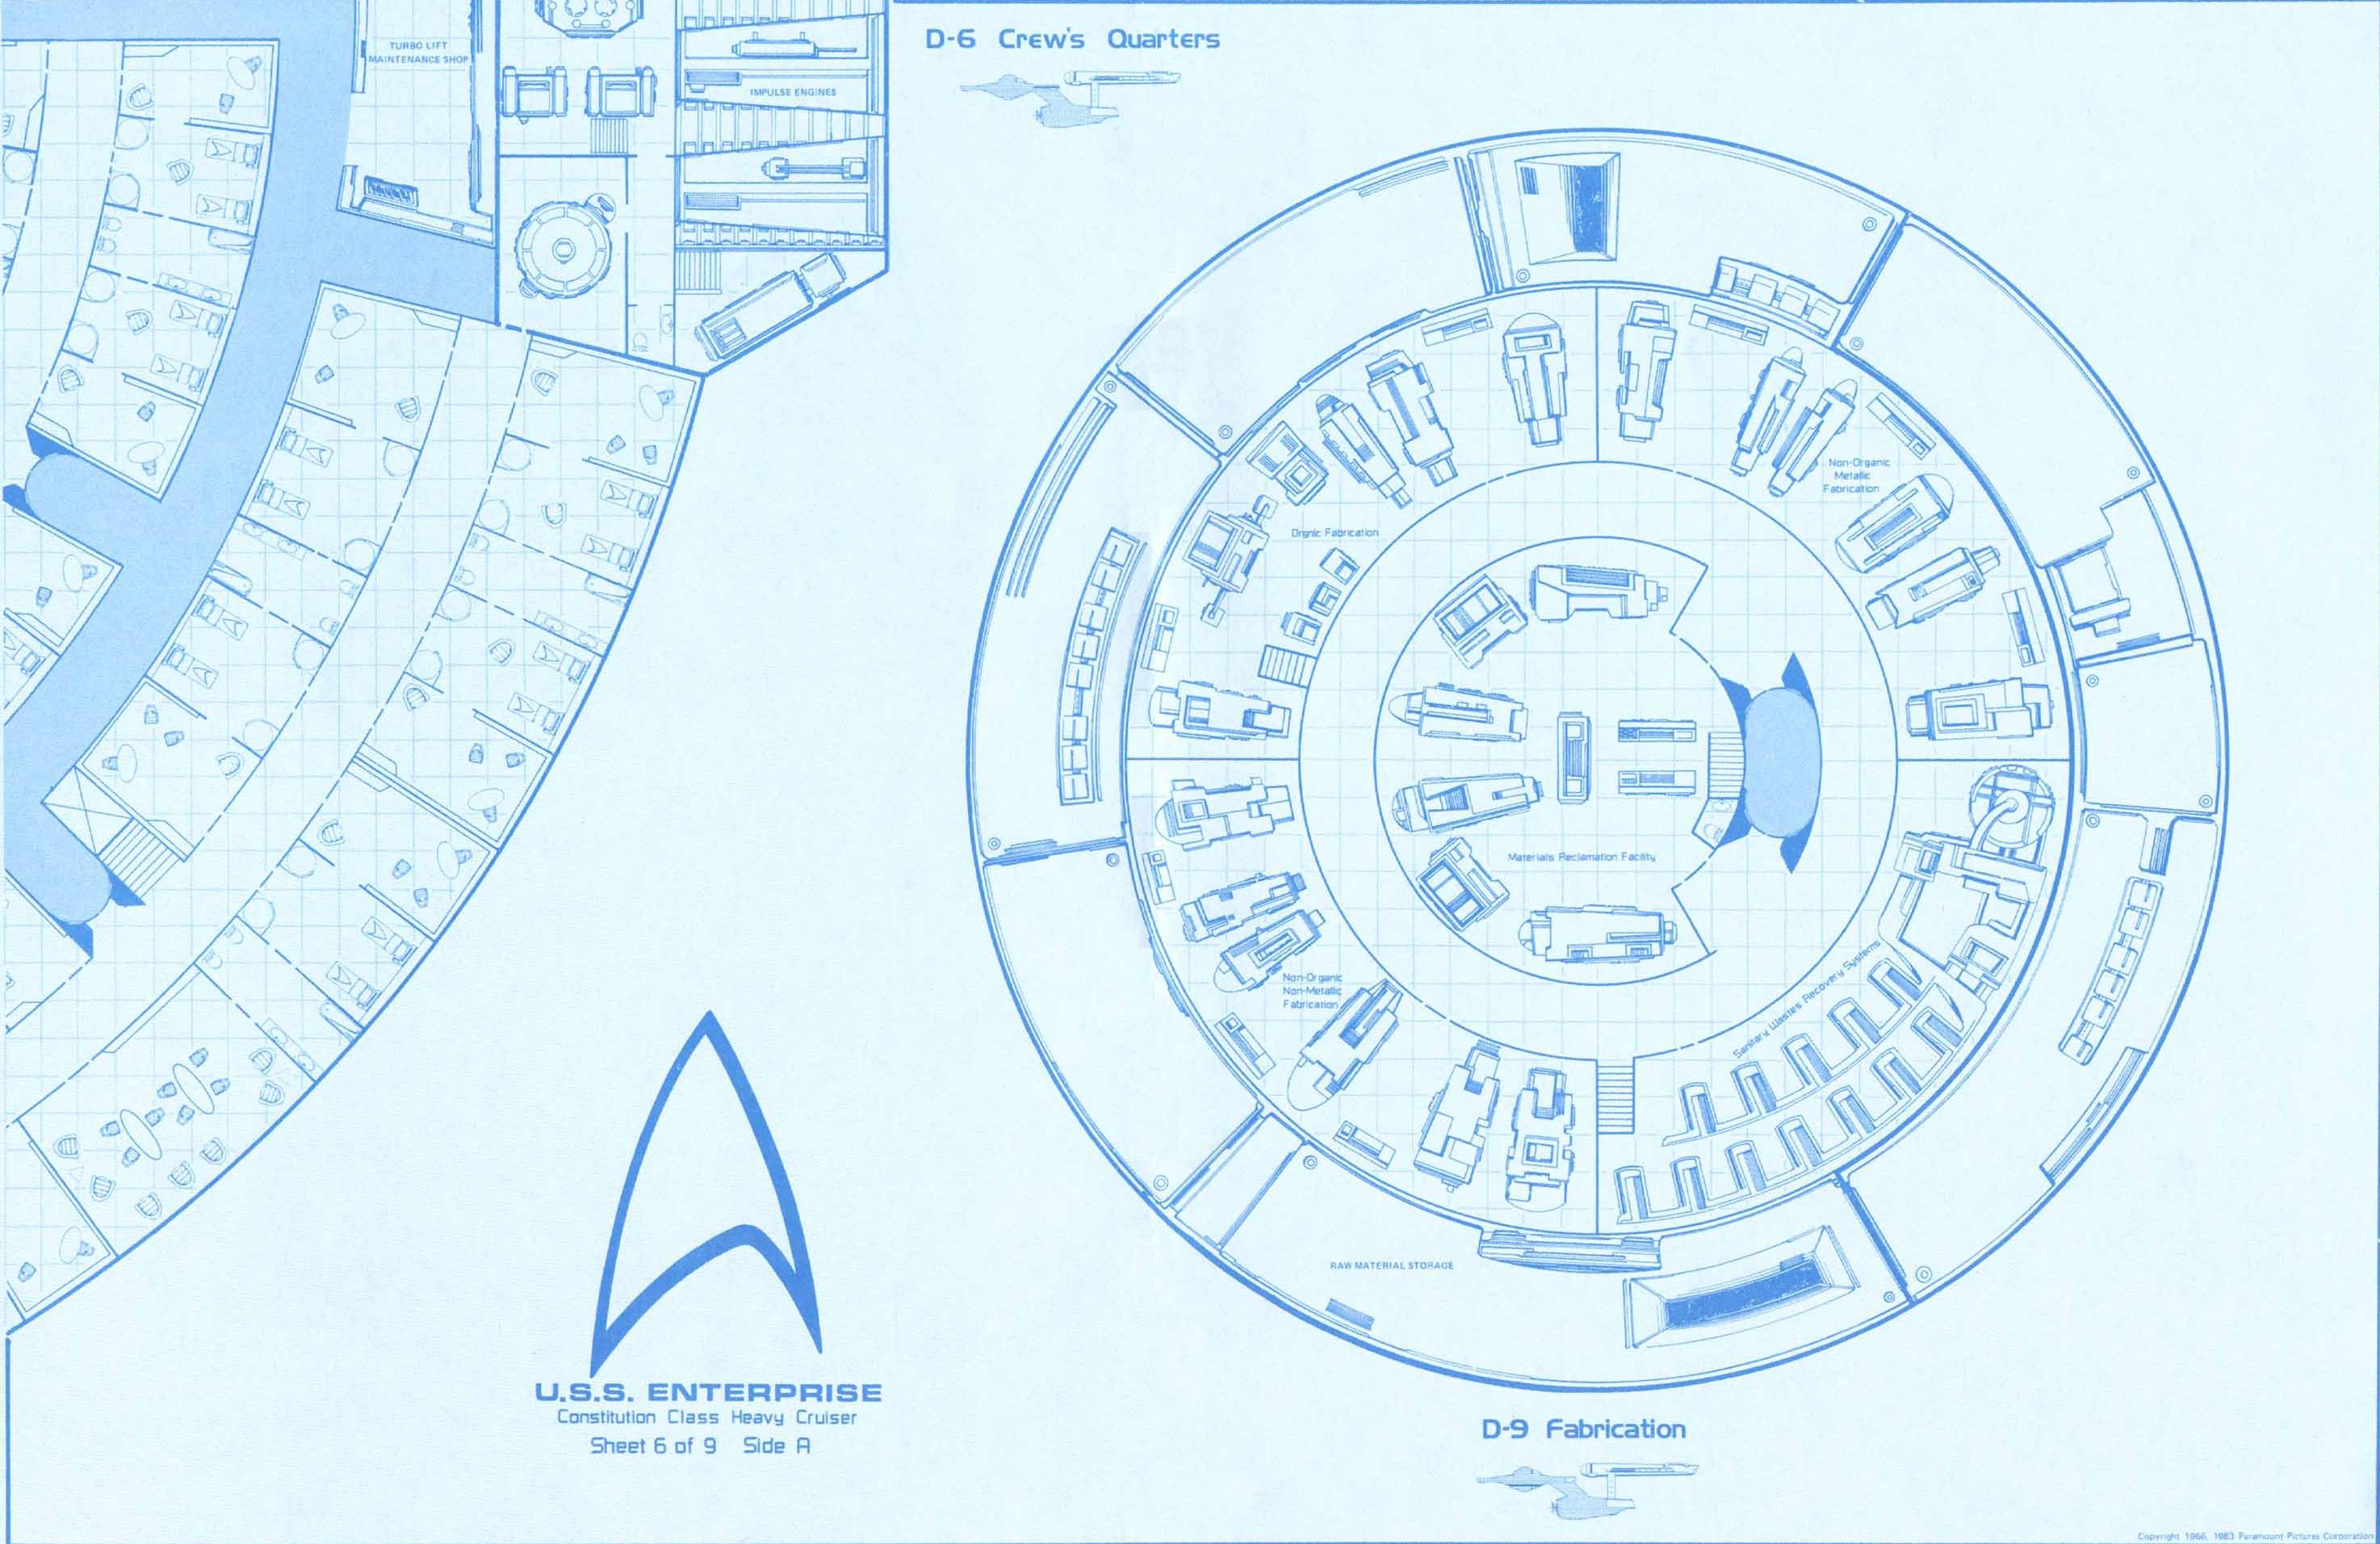 TURBO LIFT
MAINTENANCE SHOP
IMPULSE ENGINES
D-6 Crew's Quarters
Non-Organic
Metallic
Fabrication
Orgnic Fabrication
Materials Reclamation Facility
Sanitary Wastes Recovery Systems
Non-Organic
Non-Metallic
Fabrication
RAW MATERIAL STORAGE
U.S.S. ENTERPRISE
Constitution Class Heavy Cruiser
Sheet 6 of 9 Side A
D-9 Fabrication
Copyright 1966, 1983 Paramount Pictures Corporation